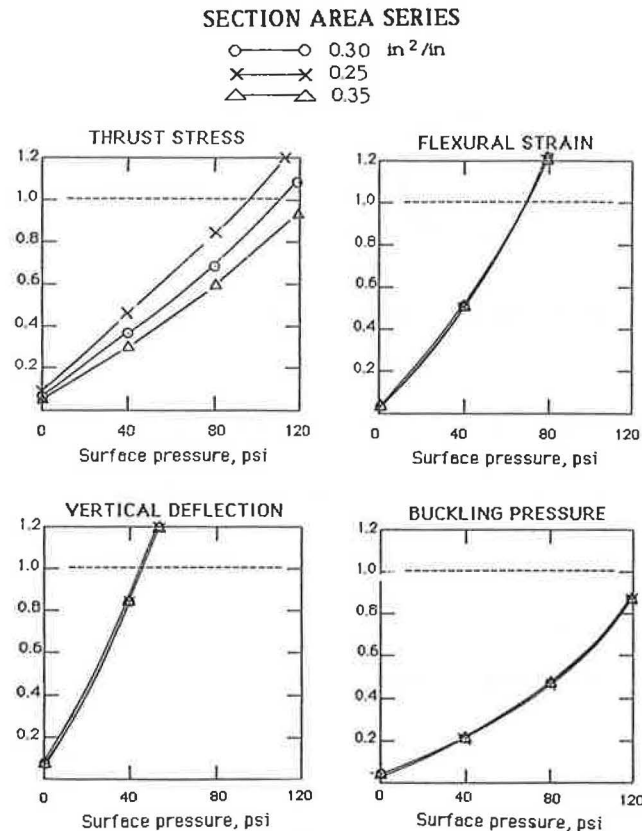 SECTION AREA SERIES
0.30 in²/in
0.25
0.35
THRUST STRESS
1.2
1.0
0.8
0.6
0.4
0.2
0 40 80 120
Surface pressure, psi
FLEXURAL STRAIN
1.2
1.0
0.8
0.6
0.4
0.2
0 40 80 120
Surface pressure, psi
VERTICAL DEFLECTION
1.2
1.0
0.8
0.6
0.4
0.2
0 40 80 120
Surface pressure, psi
BUCKLING PRESSURE
1.2
1.0
0.8
0.6
0.4
0.2
0 40 80 120
Surface pressure, psi